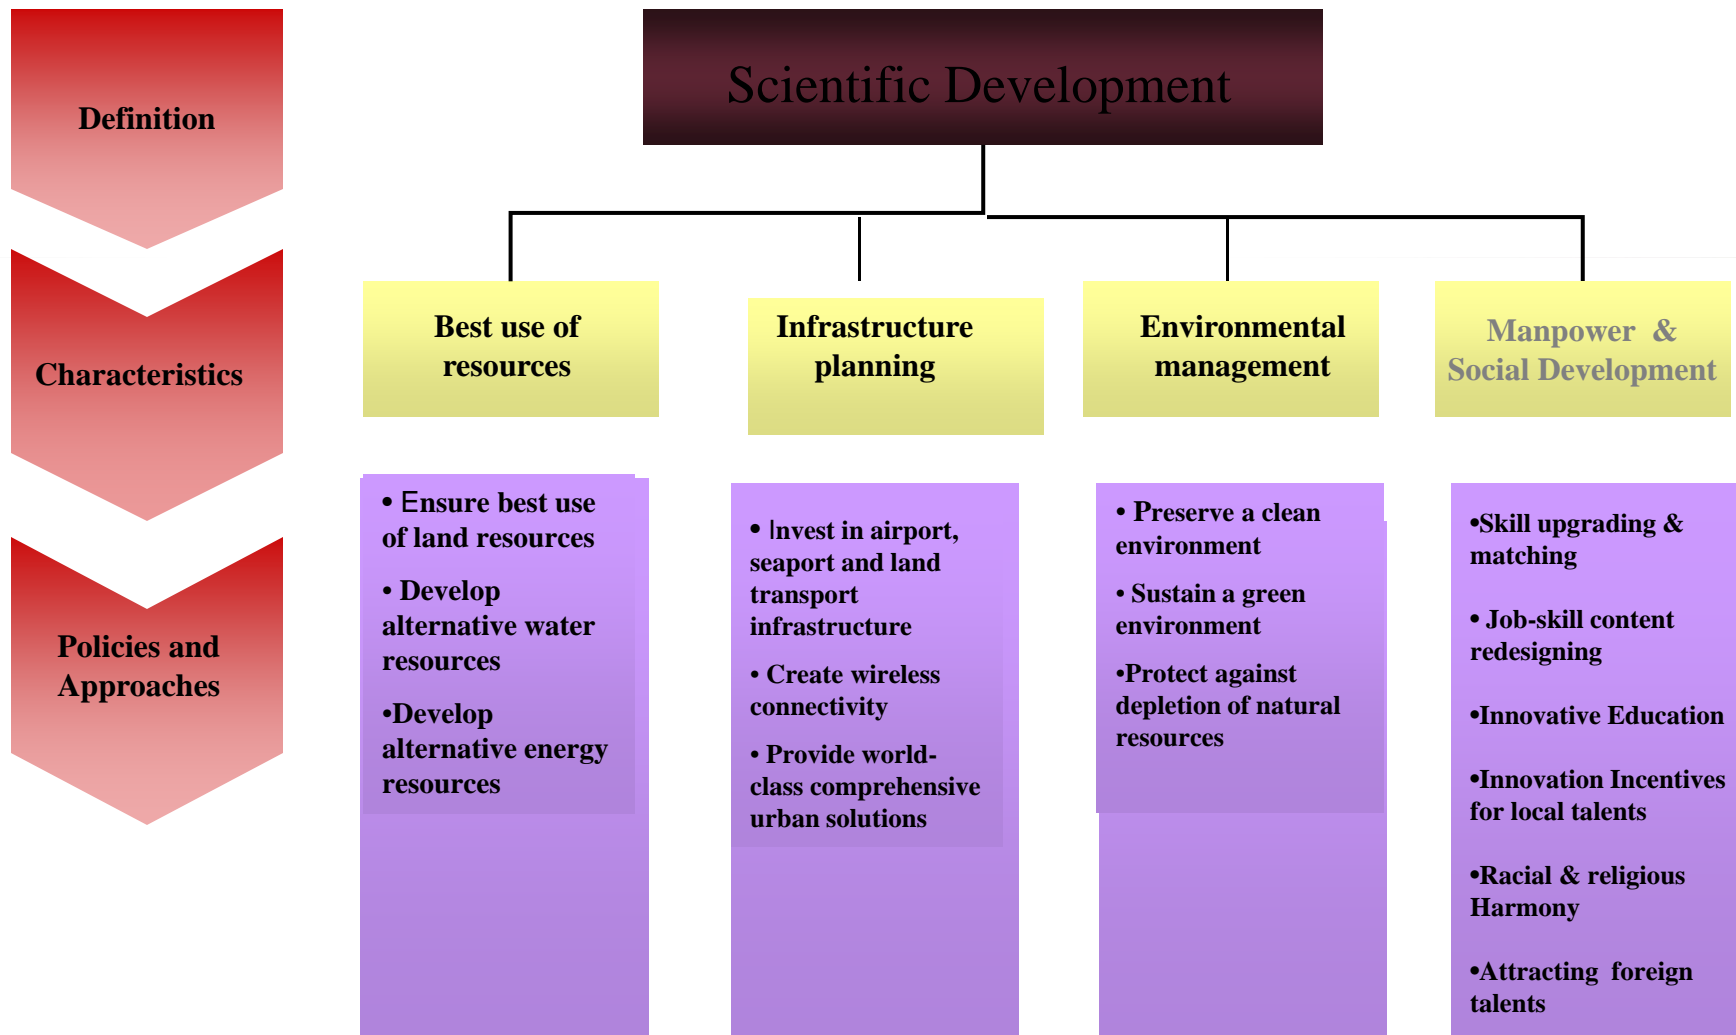 Definition
Characteristics
Policies and
Approaches
Scientific Development
Best use of
resources
Infrastructure
planning
Environmental
management
Manpower &
Social Development
• Ensure best use
of land resources
• Develop
alternative water
resources
•Develop
alternative energy
resources
• Invest in airport,
seaport and land
transport
infrastructure
• Create wireless
connectivity
• Provide world-
class comprehensive
urban solutions
• Preserve a clean
environment
• Sustain a green
environment
•Protect against
depletion of natural
resources
•Skill upgrading &
matching
• Job-skill content
redesigning
•Innovative Education
•Innovation Incentives
for local talents
•Racial & religious
Harmony
•Attracting foreign
talents